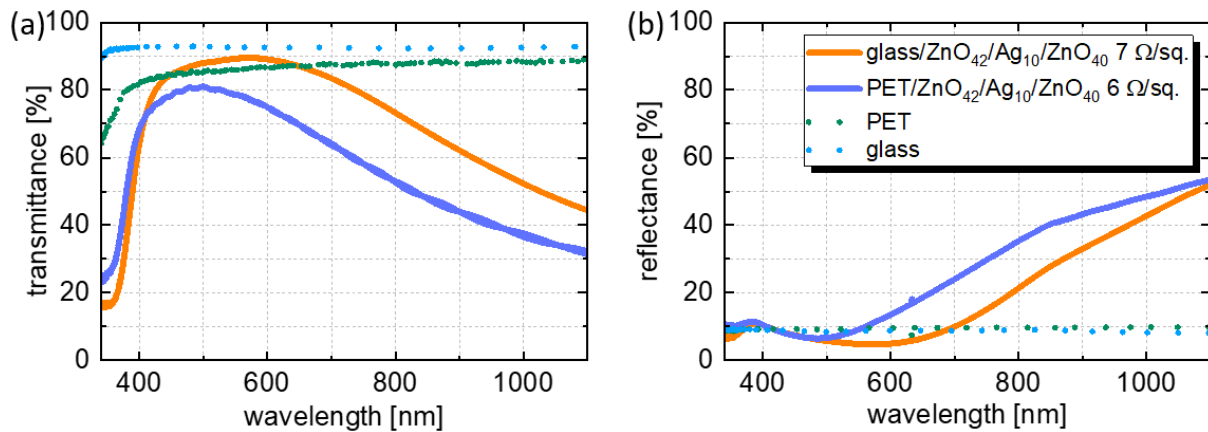 (a)
transmittance [%]
100
80
60
40
20
0
400
600
800
1000
wavelength [nm]
(b)
reflectance [%]
100
80
60
40
20
0
400
600
800
1000
wavelength [nm]
glass/ZnO₄₂/Ag₁₀/ZnO₄₀ 7 Ω/sq.
PET/ZnO₄₂/Ag₁₀/ZnO₄₀ 6 Ω/sq.
PET
glass